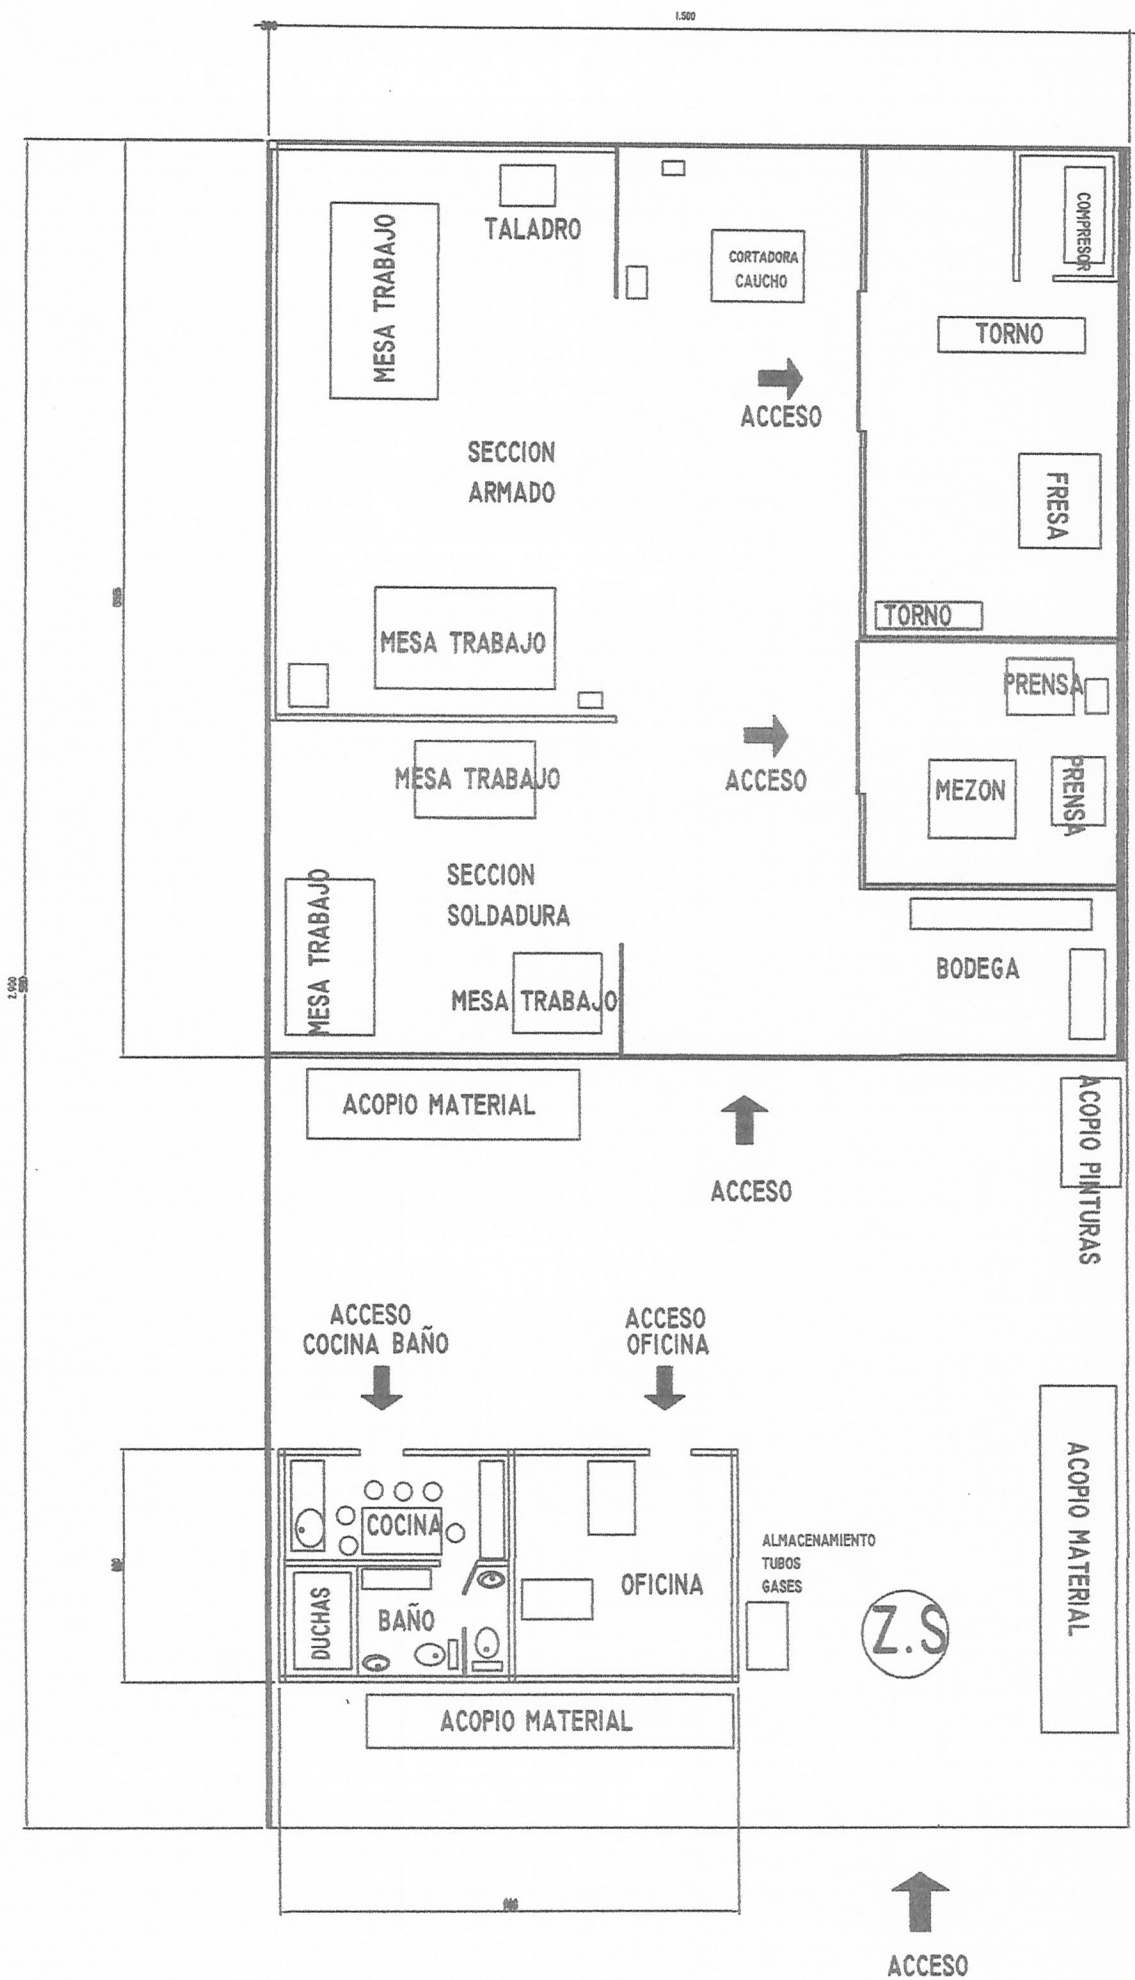 1.500
COMPRESOR
TALADRO
MESA TRABAJO
CORTADORA
CAUCHO
TORNO
ACCESO
SECCION
ARMADO
FRESA
TORNO
MESA TRABAJO
PRENSA
ACCESO
MESA TRABAJO
MEZON
PRENSA
SECCION
SOLDADURA
MESA TRABAJO
BODEGA
MESA TRABAJO
2.900
ACOPIO MATERIAL
ACOPIO PINTURAS
ACCESO
ACCESO
COCINA BAÑO
ACCESO
OFICINA
COCINA
ACOPIO MATERIAL
ALMACENAMIENTO
TUBOS
GASES
OFICINA
DUCHAS
BAÑO
Z.S
ACOPIO MATERIAL
ACCESO